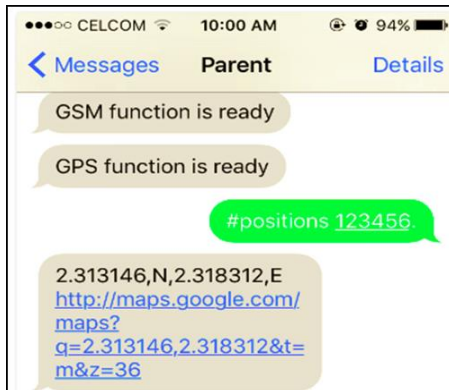 CELCOM 10:00 AM 94%
Messages Parent Details
GSM function is ready
GPS function is ready
#positions 123456.
2.313146,N,2.318312,E
http://maps.google.com/
maps?
q=2.313146,2.318312&t=
m&z=36